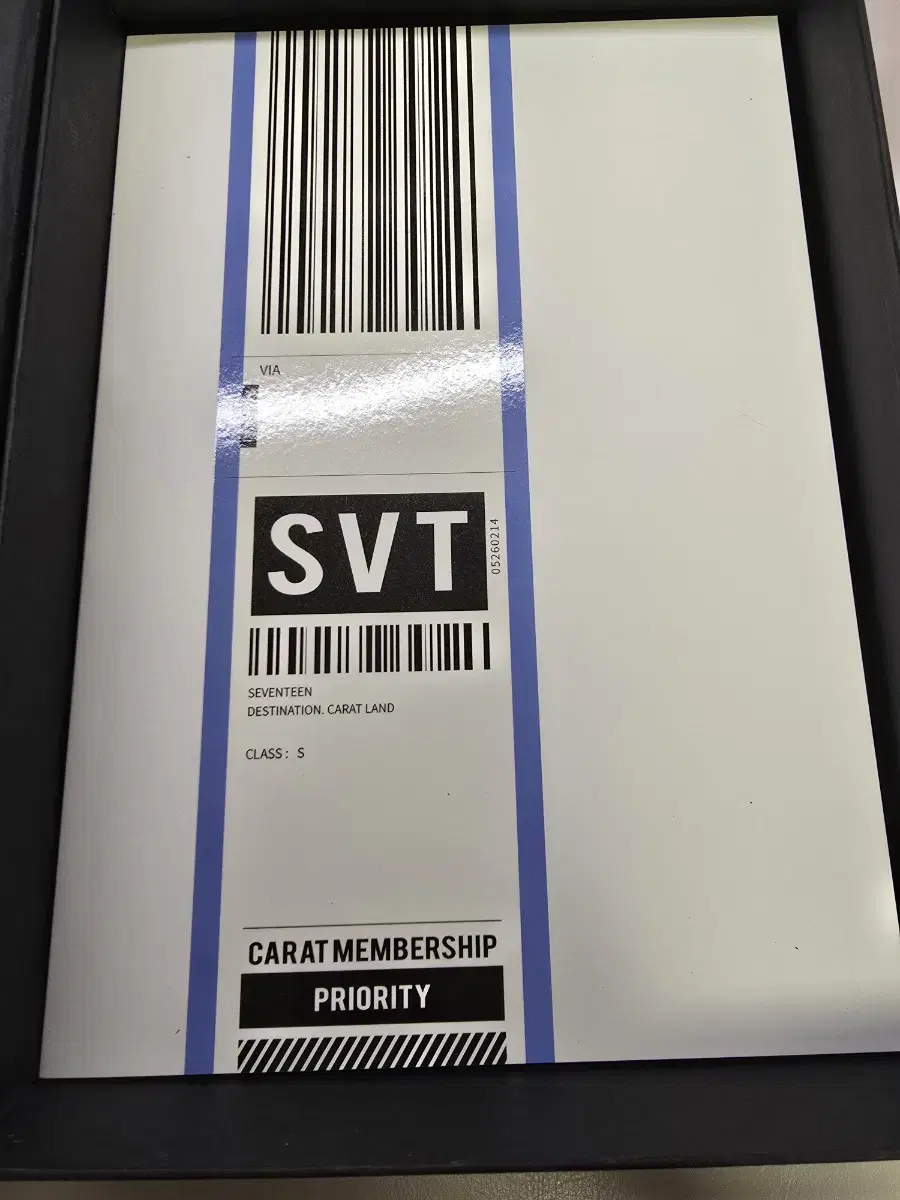 VIA
SVT
05260214
SEVENTEEN
DESTINATION. CARAT LAND
CLASS : S
CARAT MEMBERSHIP
PRIORITY